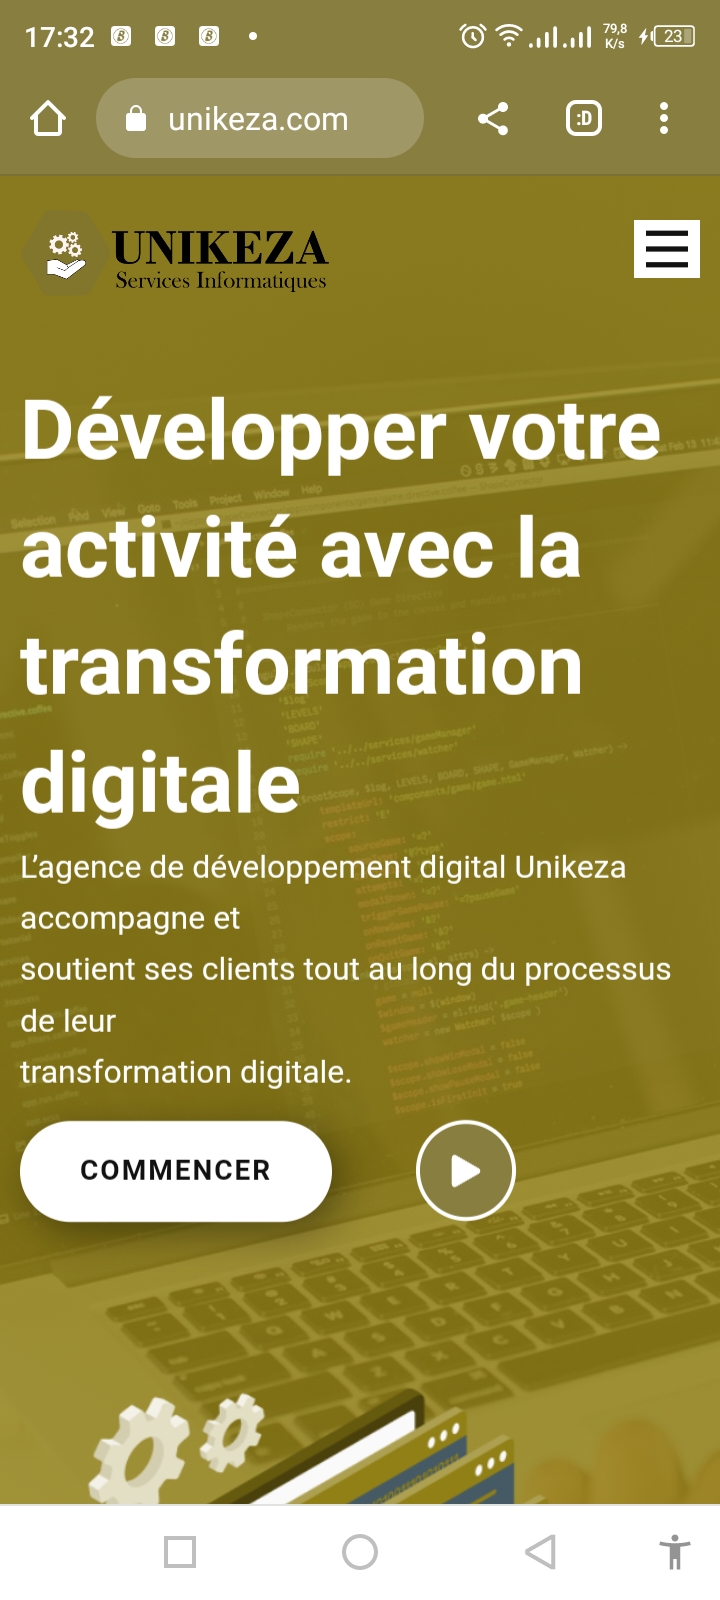 17:32 79,8 K/s 23
unikeza.com :D
UNIKEZA
Services Informatiques
Développer votre
activité avec la
transformation
digitale
L’agence de développement digital Unikeza
accompagne et
soutient ses clients tout au long du processus
de leur
transformation digitale.
COMMENCER